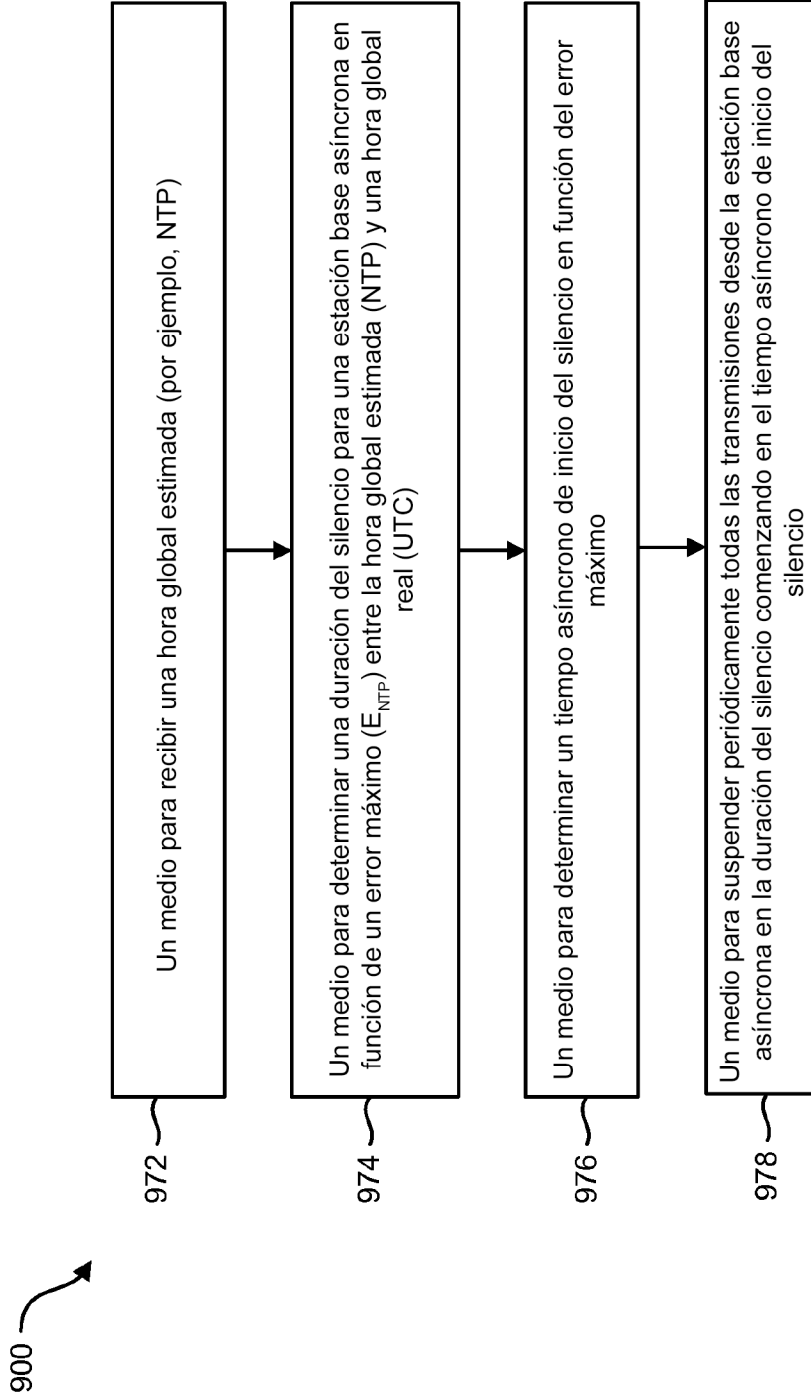 900
972
Un medio para recibir una hora global estimada (por ejemplo, NTP)
974
Un medio para determinar una duración del silencio para una estación base asíncrona en
función de un error máximo (E_NTP) entre la hora global estimada (NTP) y una hora global
real (UTC)
976
Un medio para determinar un tiempo asíncrono de inicio del silencio en función del error
máximo
978
Un medio para suspender periódicamente todas las transmisiones desde la estación base
asíncrona en la duración del silencio comenzando en el tiempo asíncrono de inicio del
silencio